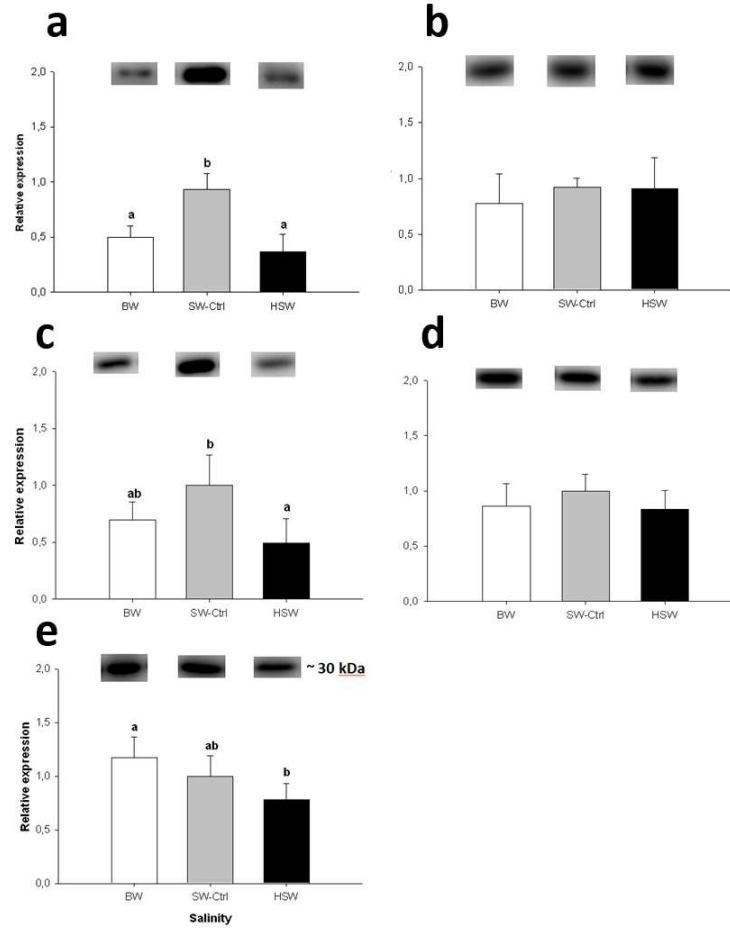 a
2,0
1,5
1,0
0,5
0,0
Relative expression
a
b
a
BW
SW-Ctrl
HSW
b
2,0
1,5
1,0
0,5
0,0
BW
SW-Ctrl
HSW
c
2,0
1,5
1,0
0,5
0,0
Relative expression
ab
b
a
BW
SW-Ctrl
HSW
d
2,0
1,5
1,0
0,5
0,0
BW
SW-Ctrl
HSW
e
~ 30 kDa
2,0
1,5
1,0
0,5
0,0
Relative expression
a
ab
b
BW
SW-Ctrl
HSW
Salinity